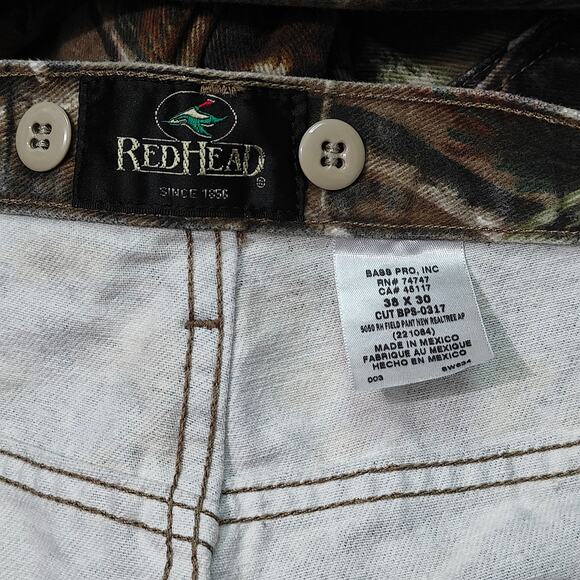 REDHEAD
®
SINCE 1856
BASS PRO, INC
RN# 74747
CA# 45117
38 X 30
CUT BPS-0317
5050 RH FIELD PANT NEW REALTREE AP
(221084)
MADE IN MEXICO
FABRIQUE AU MEXIQUE
HECHO EN MEXICO
003 SW634